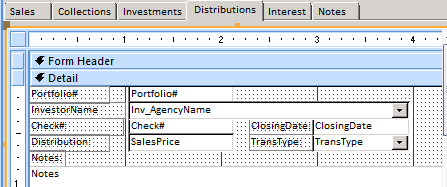 Sales Collections Investments Distributions Interest Notes
1 2 3 4
Form Header
Detail
Portfolio# Portfolio#
InvestorName Inv_AgencyName
Check#: Check# ClosingDate: ClosingDate
Distribution: SalesPrice TransType: TransType
Notes:
Notes
1